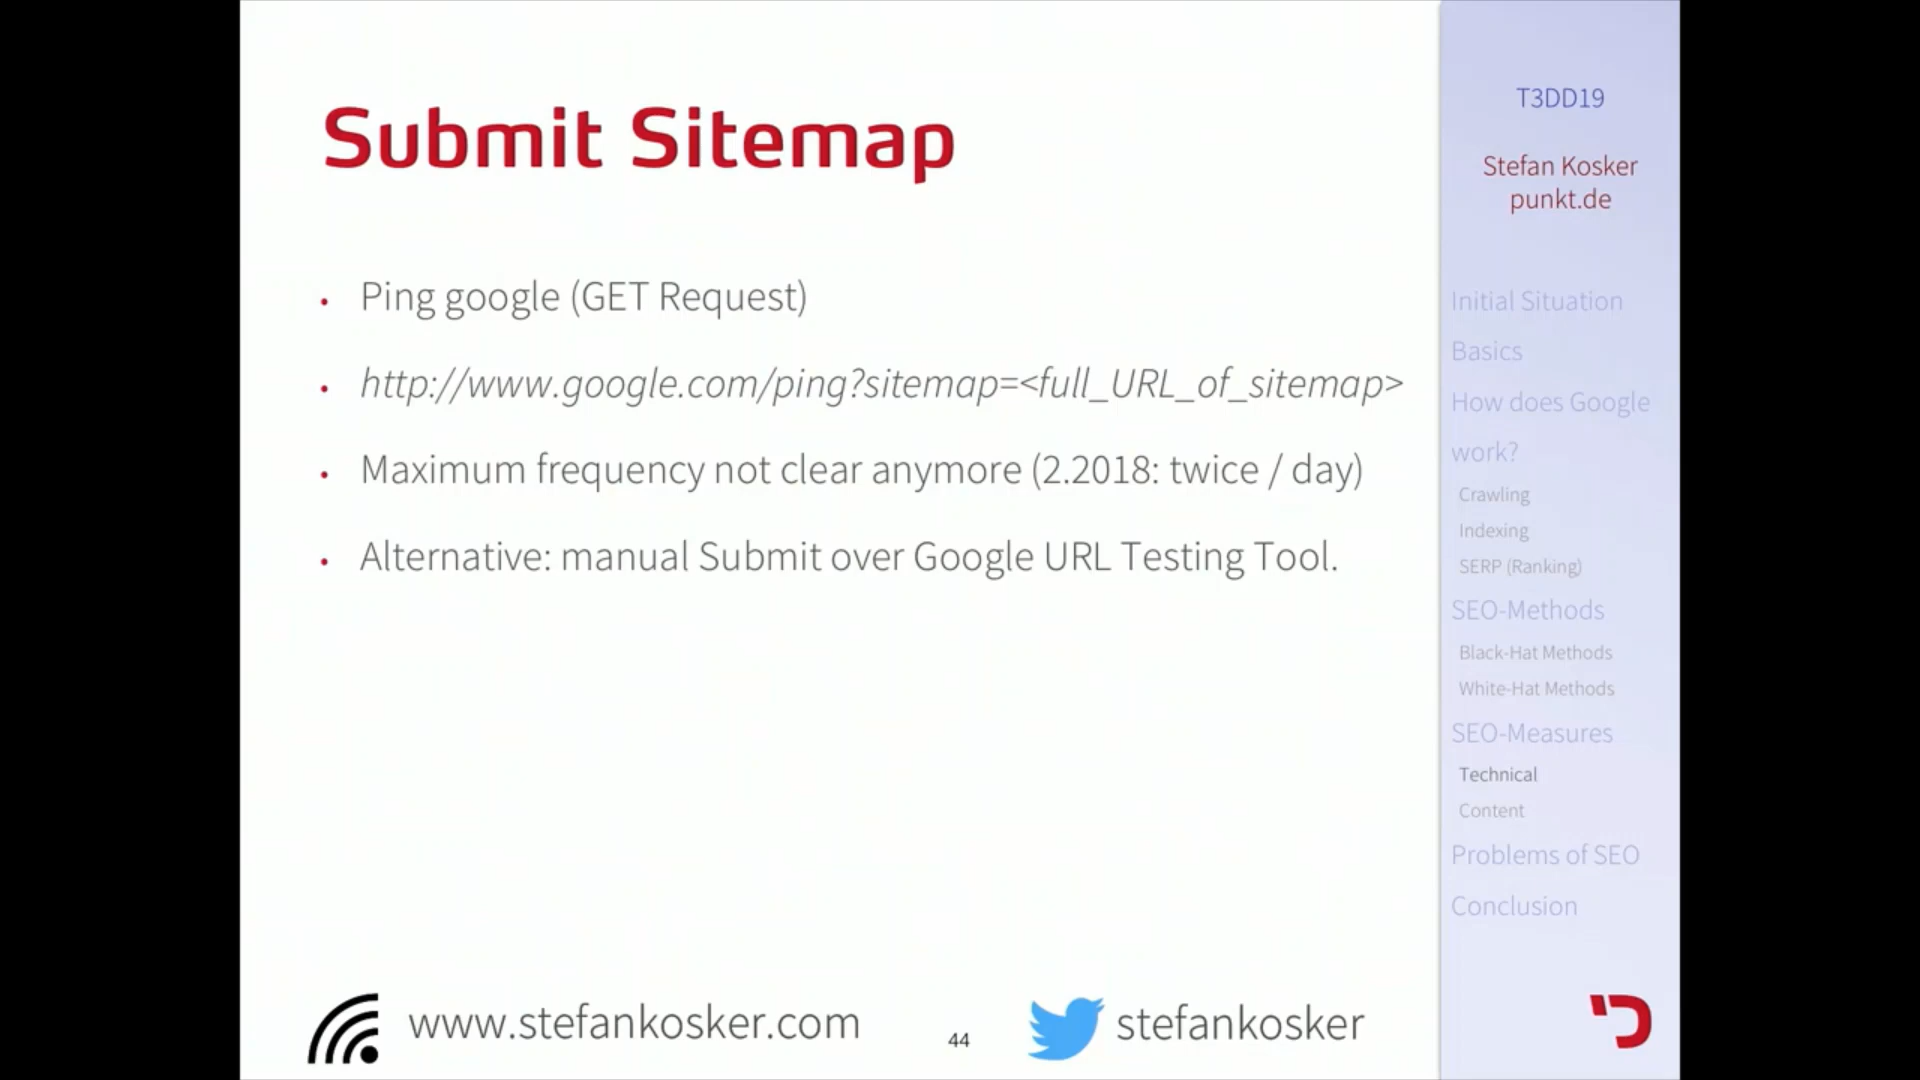 Submit Sitemap
• Ping google (GET Request)
• http://www.google.com/ping?sitemap=<full_URL_of_sitemap>
• Maximum frequency not clear anymore (2.2018: twice / day)
• Alternative: manual Submit over Google URL Testing Tool.
www.stefankosker.com
44
stefankosker
T3DD19
Stefan Kosker
punkt.de
Initial Situation
Basics
How does Google
work?
Crawling
Indexing
SERP (Ranking)
SEO-Methods
Black-Hat Methods
White-Hat Methods
SEO-Measures
Technical
Content
Problems of SEO
Conclusion